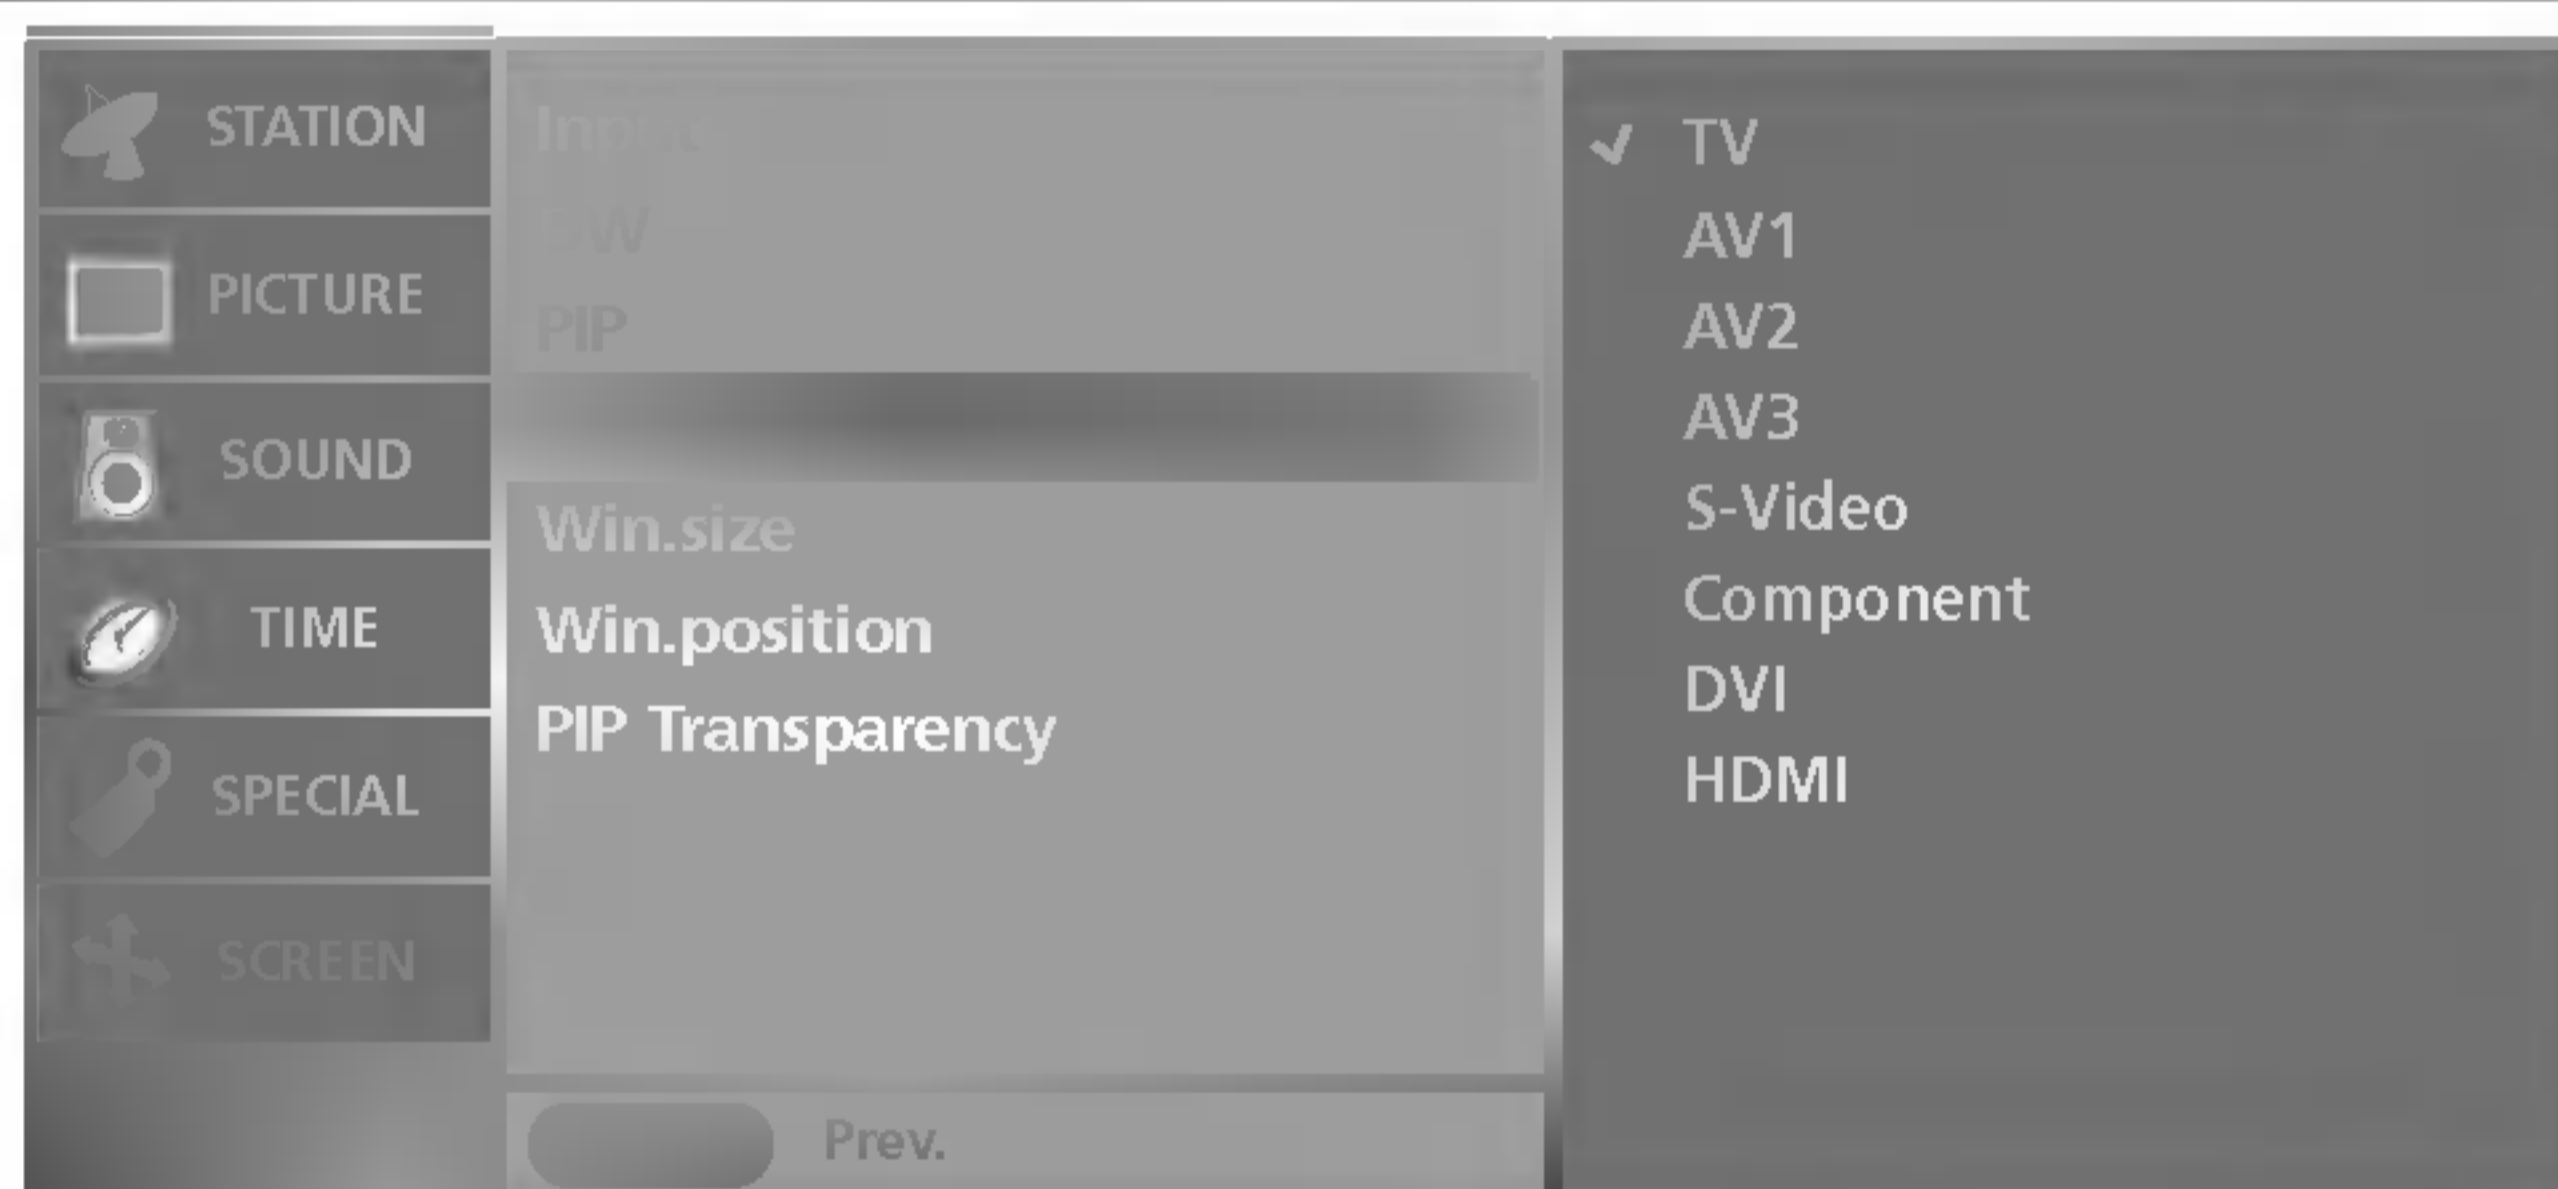 STATION
PICTURE
SOUND
TIME
SPECIAL
SCREEN
PIP
Win.size
Win.position
PIP Transparency
Prev.
TV
AV1
AV2
AV3
S-Video
Component
DVI
HDMI